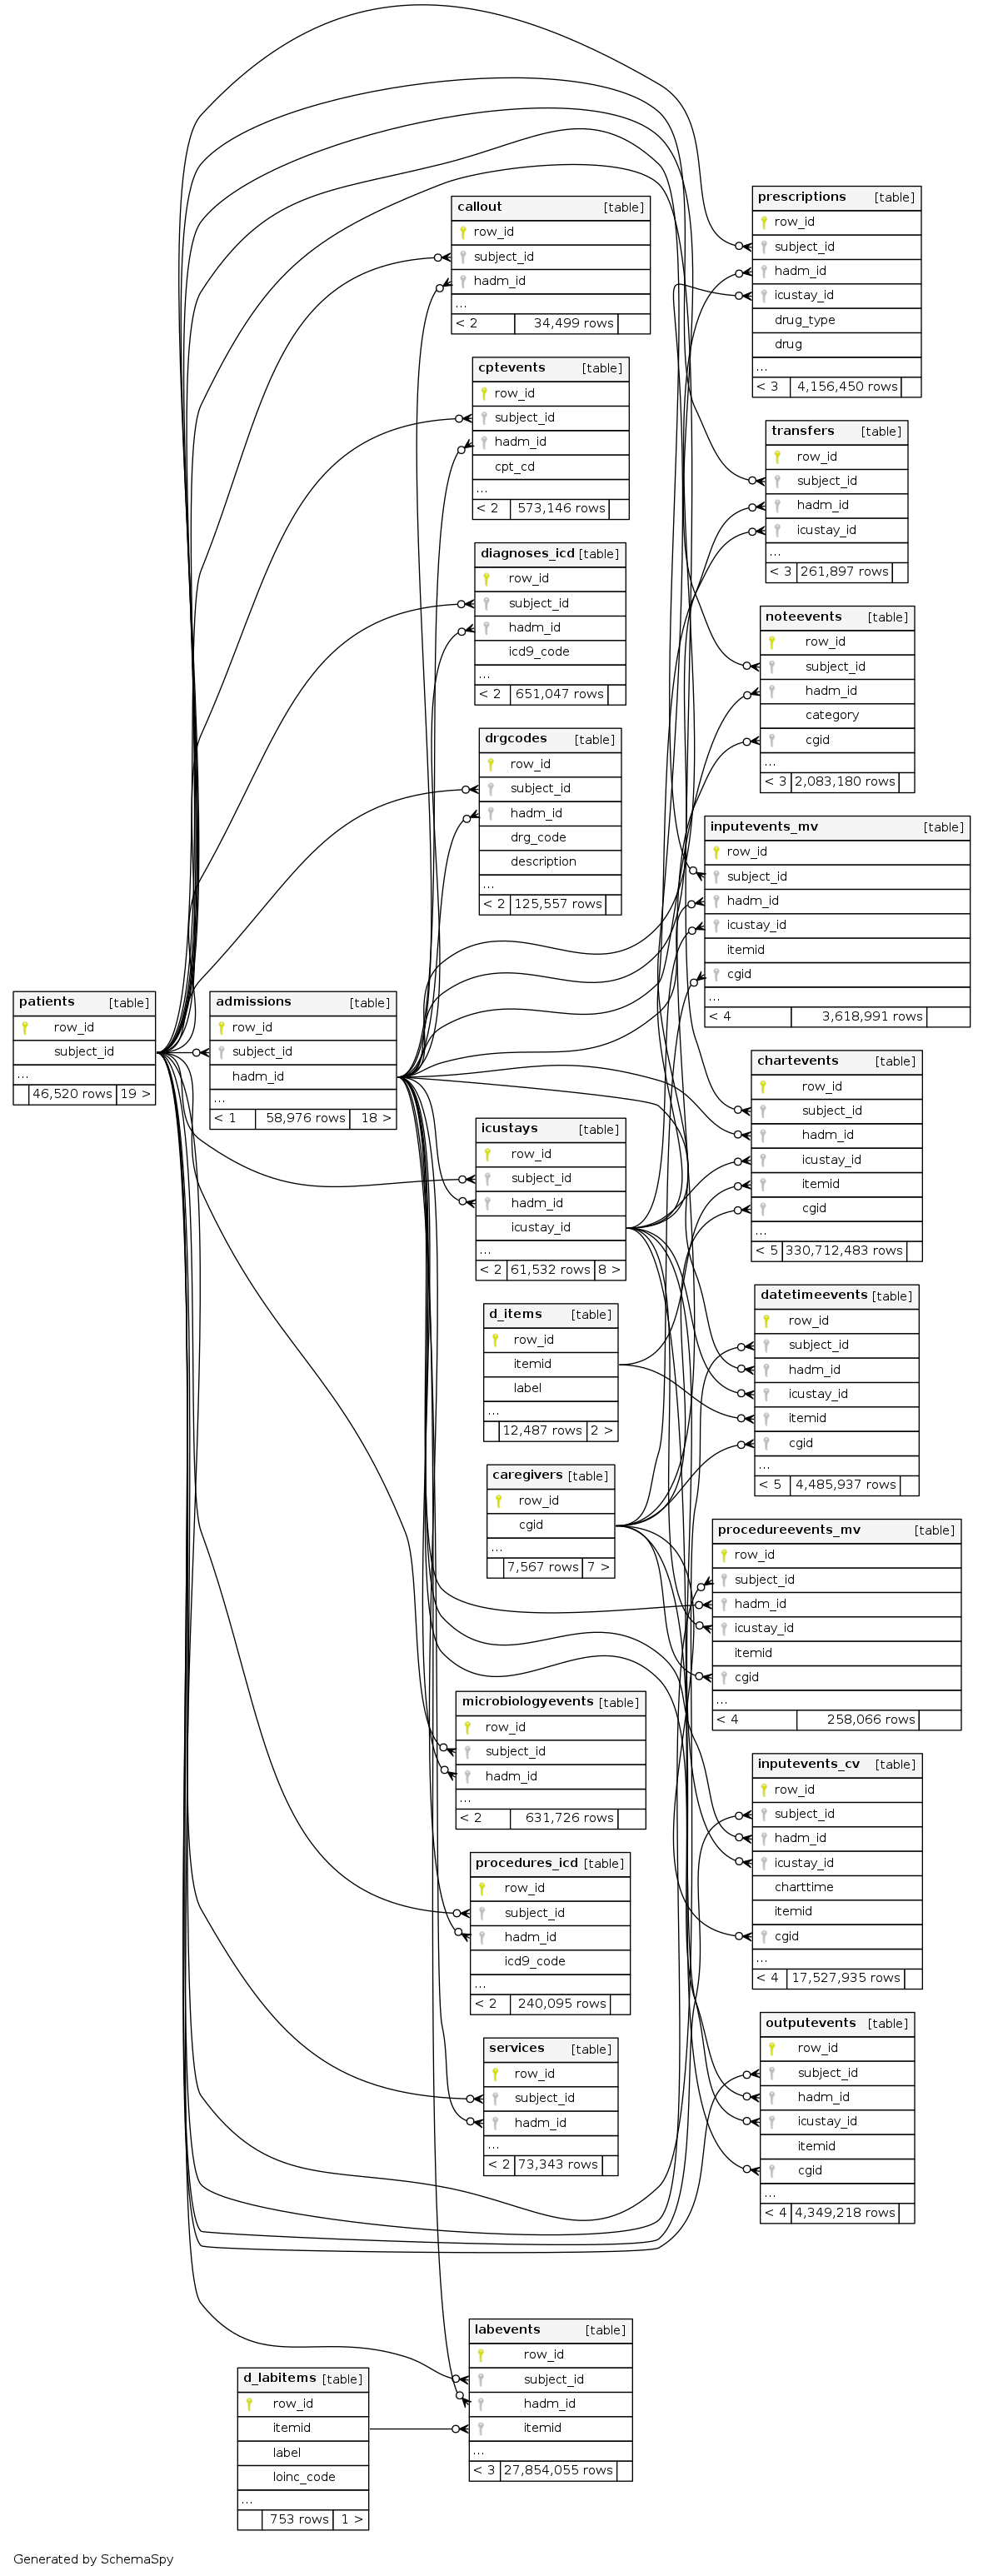 callout [table]
row_id
subject_id
hadm_id
...
< 2 34,499 rows
prescriptions [table]
row_id
subject_id
hadm_id
icustay_id
drug_type
drug
...
< 3 4,156,450 rows
cptevents [table]
row_id
subject_id
hadm_id
cpt_cd
...
< 2 573,146 rows
transfers [table]
row_id
subject_id
hadm_id
icustay_id
...
< 3 261,897 rows
diagnoses_icd [table]
row_id
subject_id
hadm_id
icd9_code
...
< 2 651,047 rows
noteevents [table]
row_id
subject_id
hadm_id
category
cgid
...
< 3 2,083,180 rows
drgcodes [table]
row_id
subject_id
hadm_id
drg_code
description
...
< 2 125,557 rows
inputevents_mv [table]
row_id
subject_id
hadm_id
icustay_id
itemid
cgid
...
< 4 3,618,991 rows
patients [table]
row_id
subject_id
...
46,520 rows 19 >
admissions [table]
row_id
subject_id
hadm_id
...
< 1 58,976 rows 18 >
chartevents [table]
row_id
subject_id
hadm_id
icustay_id
itemid
cgid
...
< 5 330,712,483 rows
icustays [table]
row_id
subject_id
hadm_id
icustay_id
...
< 2 61,532 rows 8 >
d_items [table]
row_id
itemid
label
...
12,487 rows 2 >
datetimeevents [table]
row_id
subject_id
hadm_id
icustay_id
itemid
cgid
...
< 5 4,485,937 rows
caregivers [table]
row_id
cgid
...
7,567 rows 7 >
procedureevents_mv [table]
row_id
subject_id
hadm_id
icustay_id
itemid
cgid
...
< 4 258,066 rows
microbiologyevents [table]
row_id
subject_id
hadm_id
...
< 2 631,726 rows
inputevents_cv [table]
row_id
subject_id
hadm_id
icustay_id
charttime
itemid
cgid
...
< 4 17,527,935 rows
procedures_icd [table]
row_id
subject_id
hadm_id
icd9_code
...
< 2 240,095 rows
outputevents [table]
row_id
subject_id
hadm_id
icustay_id
itemid
cgid
...
< 4 4,349,218 rows
services [table]
row_id
subject_id
hadm_id
...
< 2 73,343 rows
labevents [table]
row_id
subject_id
hadm_id
itemid
...
< 3 27,854,055 rows
d_labitems [table]
row_id
itemid
label
loinc_code
...
753 rows 1 >
Generated by SchemaSpy